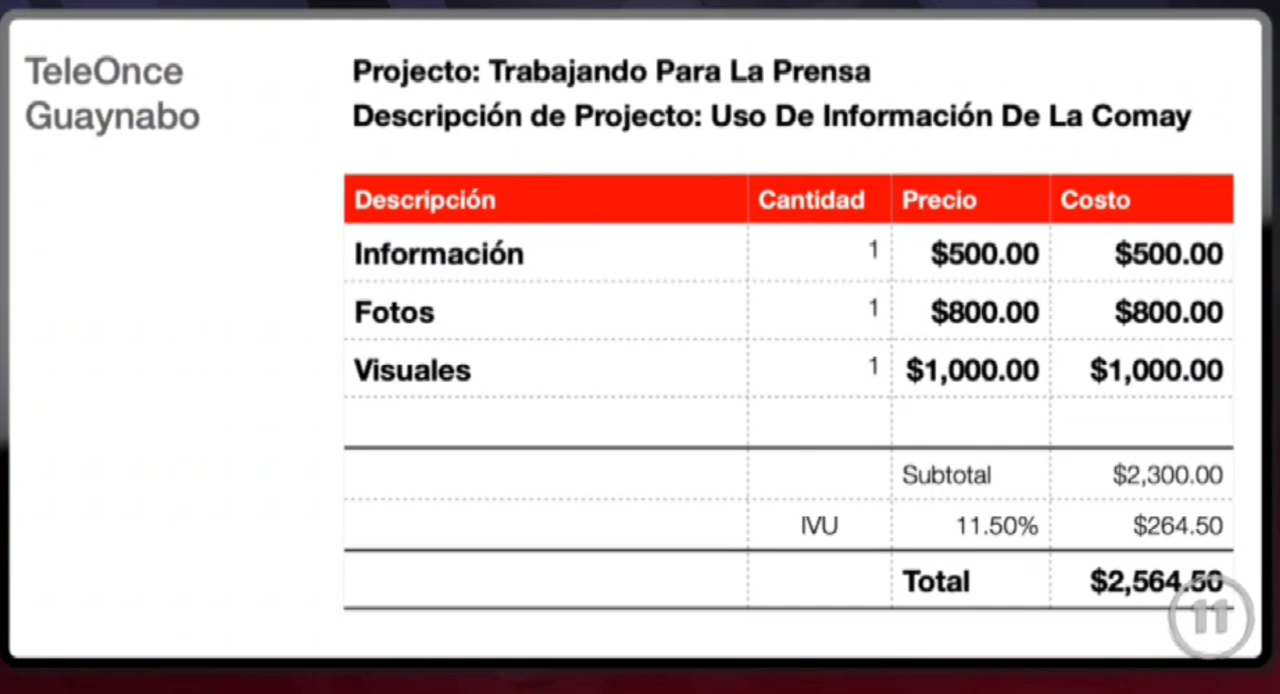 TeleOnce
Guaynabo
Projecto: Trabajando Para La Prensa
Descripción de Projecto: Uso De Información De La Comay
Descripción Cantidad Precio Costo
Información 1 $500.00 $500.00
Fotos 1 $800.00 $800.00
Visuales 1 $1,000.00 $1,000.00
Subtotal $2,300.00
IVU 11.50% $264.50
Total $2,564.50
11